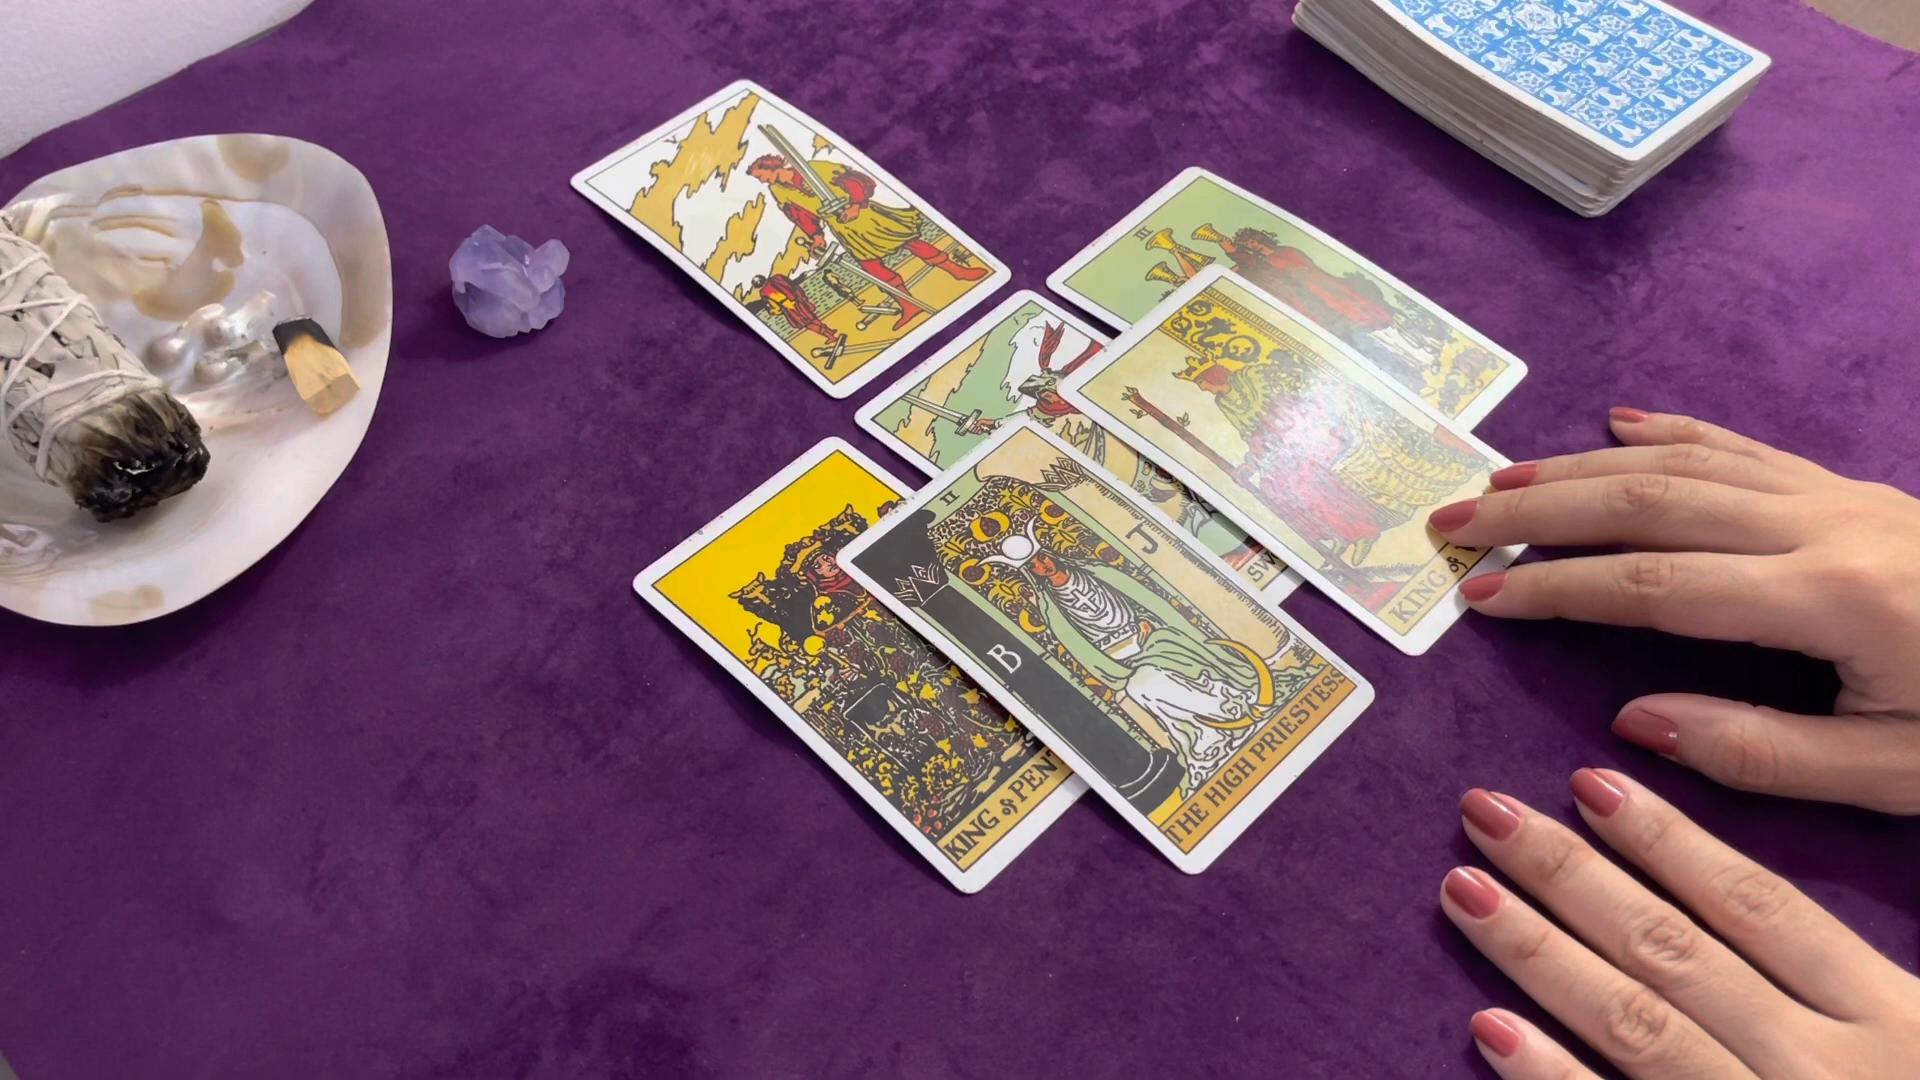 V
III
SW
KING of
II
J
B
KING of PEN
THE HIGH PRIESTESS